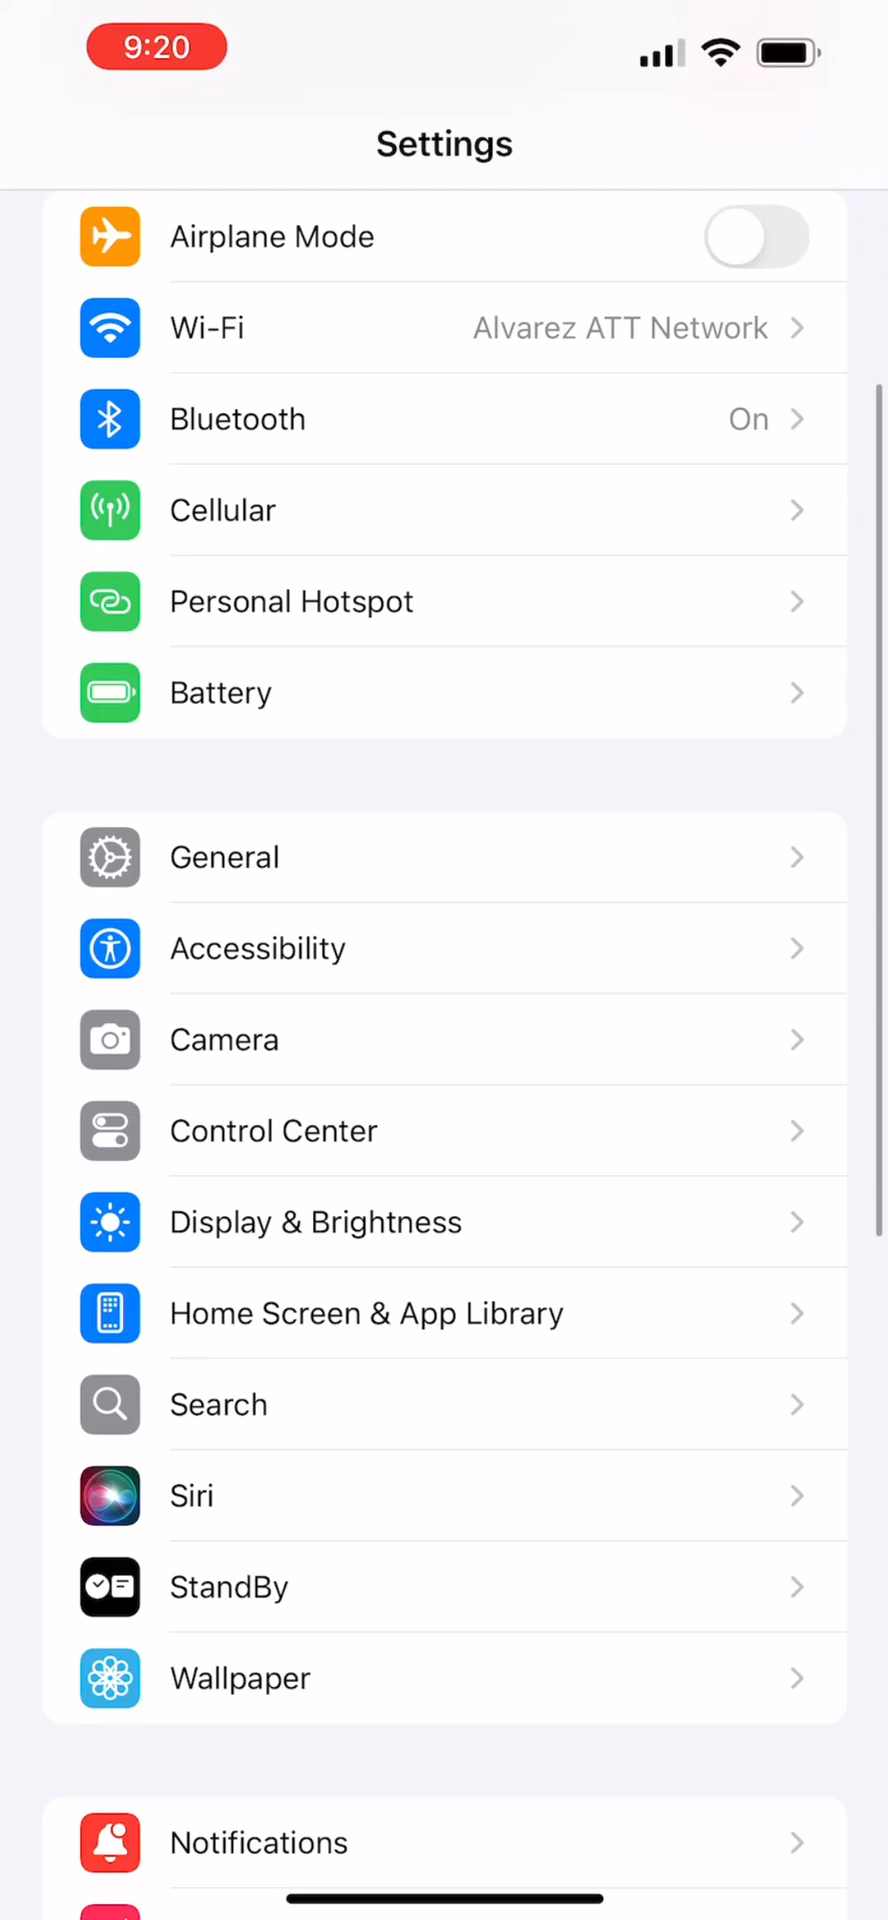 9:20
Settings
Airplane Mode
Wi-Fi Alvarez ATT Network
Bluetooth On
Cellular
Personal Hotspot
Battery
General
Accessibility
Camera
Control Center
Display & Brightness
Home Screen & App Library
Search
Siri
StandBy
Wallpaper
Notifications